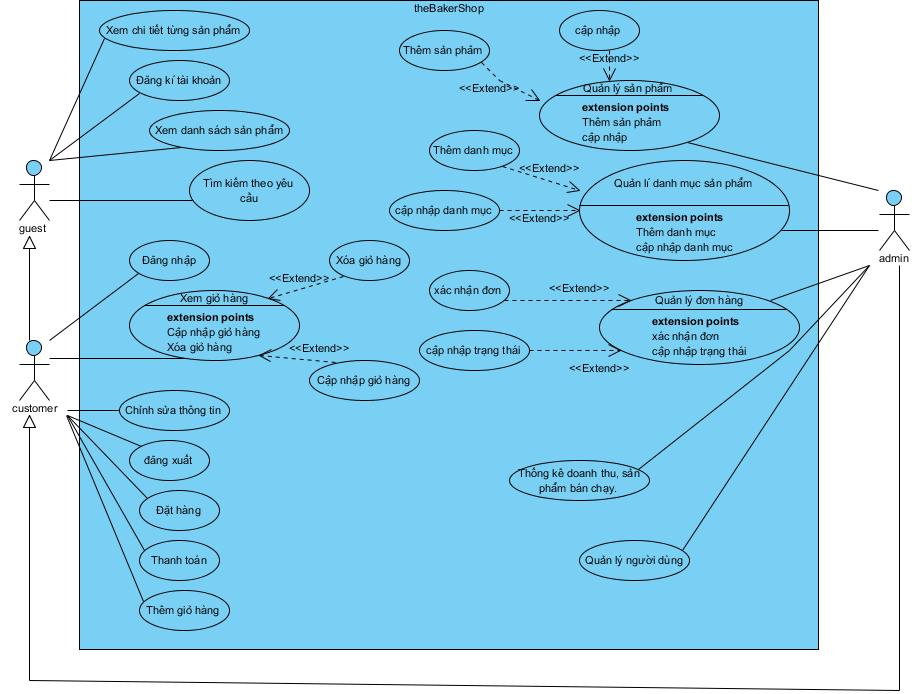 theBakerShop
Xem chi tiết từng sản phẩm
Đăng kí tài khoản
Xem danh sách sản phẩm
Tìm kiếm theo yêu
cầu
guest
Đăng nhập
Xóa giỏ hàng
<<Extend>>
Xem giỏ hàng
extension points
Cập nhập giỏ hàng
Xóa giỏ hàng
<<Extend>>
Cập nhập giỏ hàng
customer
Chỉnh sửa thông tin
đăng xuất
Đặt hàng
Thanh toán
Thêm giỏ hàng
Thêm sản phẩm
<<Extend>>
cập nhập
<<Extend>>
Quản lý sản phẩm
extension points
Thêm sản phẩm
cập nhập
Thêm danh mục
<<Extend>>
cập nhập danh mục
<<Extend>>
Quản lí danh mục sản phẩm
extension points
Thêm danh mục
cập nhập danh mục
admin
xác nhận đơn
<<Extend>>
cập nhập trạng thái
<<Extend>>
Quản lý đơn hàng
extension points
xác nhận đơn
cập nhập trạng thái
Thống kê doanh thu, sản
phẩm bán chạy.
Quản lý người dùng